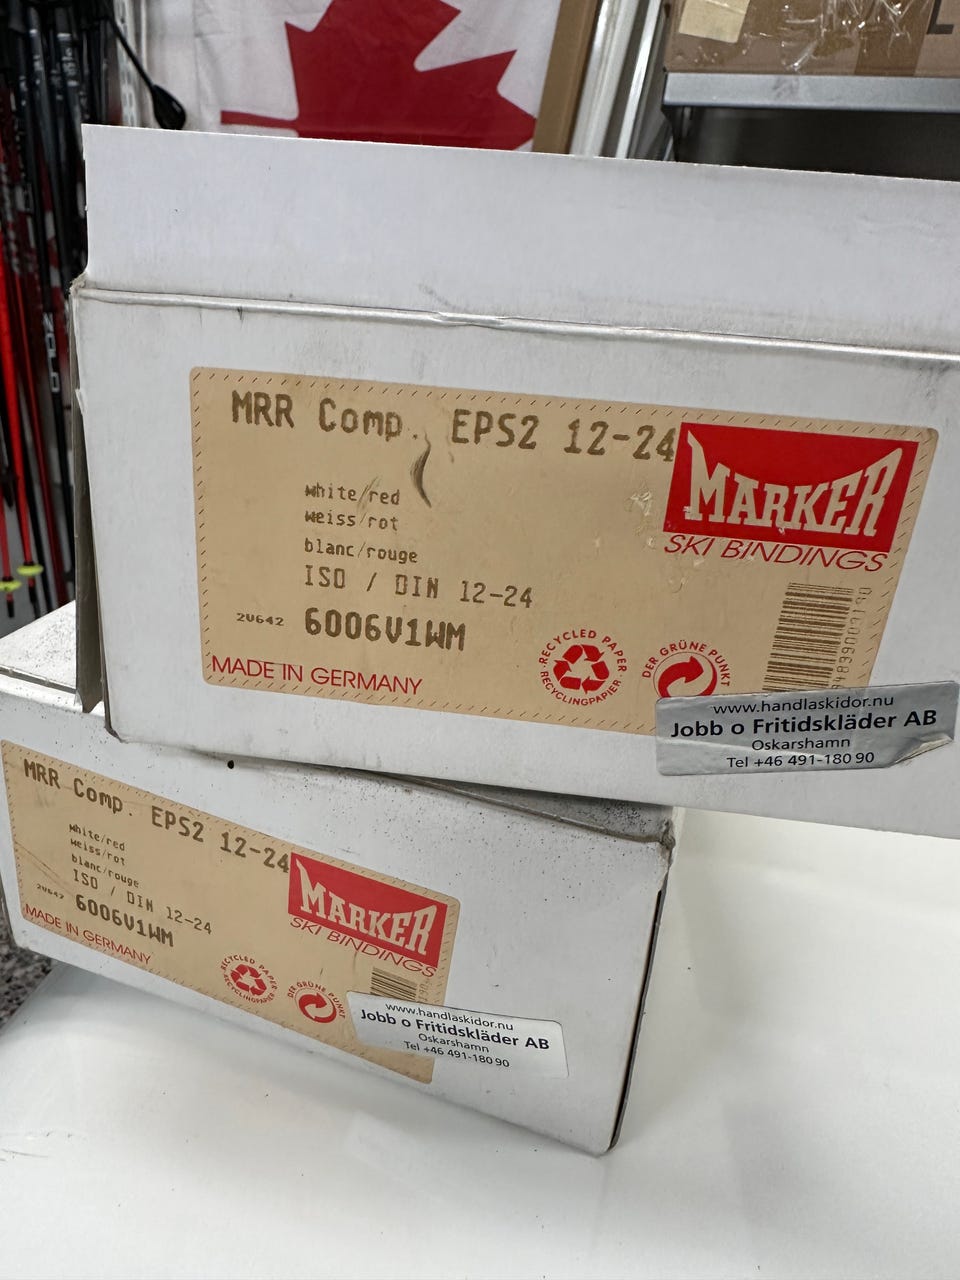 MRR Comp. EPS2 12-24
white/red
weiss/rot
blanc/rouge
ISO / DIN 12-24
2V642 6006V1WM
MADE IN GERMANY
MARKER
SKI BINDINGS
RECYCLED PAPER
RECYCLINGPAPIER
DER GRÜNE PUNKT
www.handlaskidor.nu
Jobb o Fritidskläder AB
Oskarshamn
Tel +46 491-180 90
MRR Comp. EPS2 12-24
white/red
weiss/rot
blanc/rouge
ISO / DIN 12-24
2V642 6006V1WM
MADE IN GERMANY
MARKER
SKI BINDINGS
RECYCLED PAPER
RECYCLINGPAPIER
DER GRÜNE PUNKT
www.handlaskidor.nu
Jobb o Fritidskläder AB
Oskarshamn
Tel +46 491-180 90